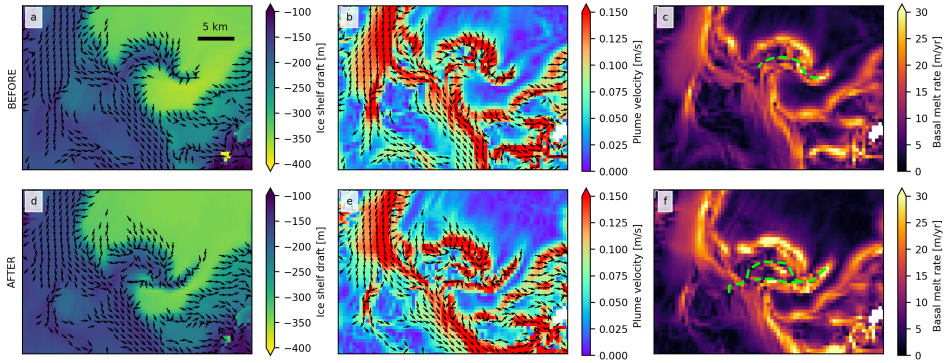 BEFORE
a
5 km
−100
−150
−200
−250
−300
−350
−400
Ice shelf draft [m]
b
0.150
0.125
0.100
0.075
0.050
0.025
0.000
Plume velocity [m/s]
c
30
25
20
15
10
5
0
Basal melt rate [m/yr]
AFTER
d
−100
−150
−200
−250
−300
−350
−400
Ice shelf draft [m]
e
0.150
0.125
0.100
0.075
0.050
0.025
0.000
Plume velocity [m/s]
f
30
25
20
15
10
5
0
Basal melt rate [m/yr]